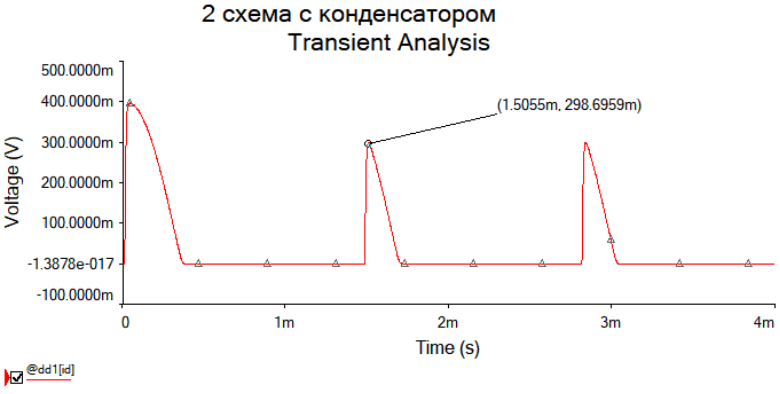 2 схема с конденсатором
Transient Analysis
500.0000m
400.0000m
300.0000m
200.0000m
100.0000m
-1.3878e-017
-100.0000m
Voltage (V)
(1.5055m, 298.6959m)
0 1m 2m 3m 4m
Time (s)
@dd1[id]